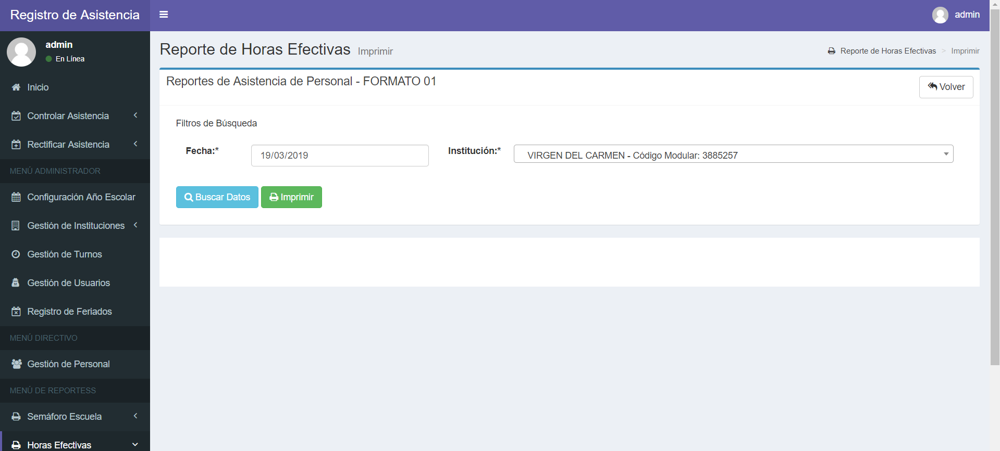 Registro de Asistencia
admin
admin
En Línea
Inicio
Controlar Asistencia
Rectificar Asistencia
MENÚ ADMINISTRADOR
Configuración Año Escolar
Gestión de Instituciones
Gestión de Turnos
Gestión de Usuarios
Registro de Feriados
MENÚ DIRECTIVO
Gestión de Personal
MENÚ DE REPORTESS
Semáforo Escuela
Horas Efectivas
Reporte de Horas Efectivas Imprimir
Reporte de Horas Efectivas > Imprimir
Reportes de Asistencia de Personal - FORMATO 01
Volver
Filtros de Búsqueda
Fecha:* 19/03/2019 Institución:* VIRGEN DEL CARMEN - Código Modular: 3885257
Buscar Datos Imprimir